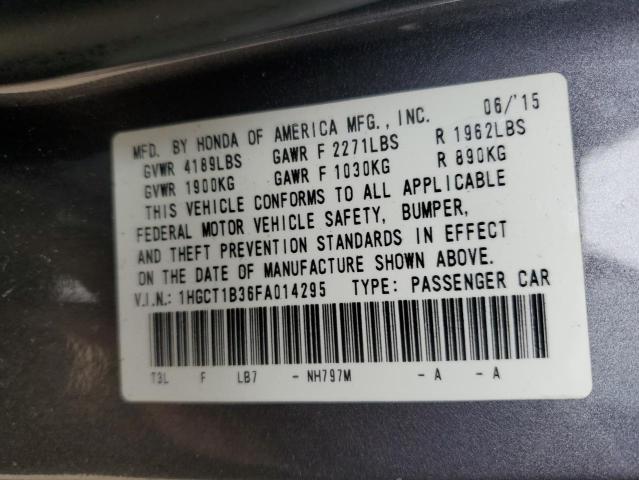 MFD. BY HONDA OF AMERICA MFG., INC. 06/'15
GVWR 4189LBS GAWR F 2271LBS R 1962LBS
GVWR 1900KG GAWR F 1030KG R 890KG
THIS VEHICLE CONFORMS TO ALL APPLICABLE
FEDERAL MOTOR VEHICLE SAFETY, BUMPER,
AND THEFT PREVENTION STANDARDS IN EFFECT
ON THE DATE OF MANUFACTURE SHOWN ABOVE.
V.I.N.: 1HGCT1B36FA014295 TYPE: PASSENGER CAR
T3L F LB7 - NH797M - A - A